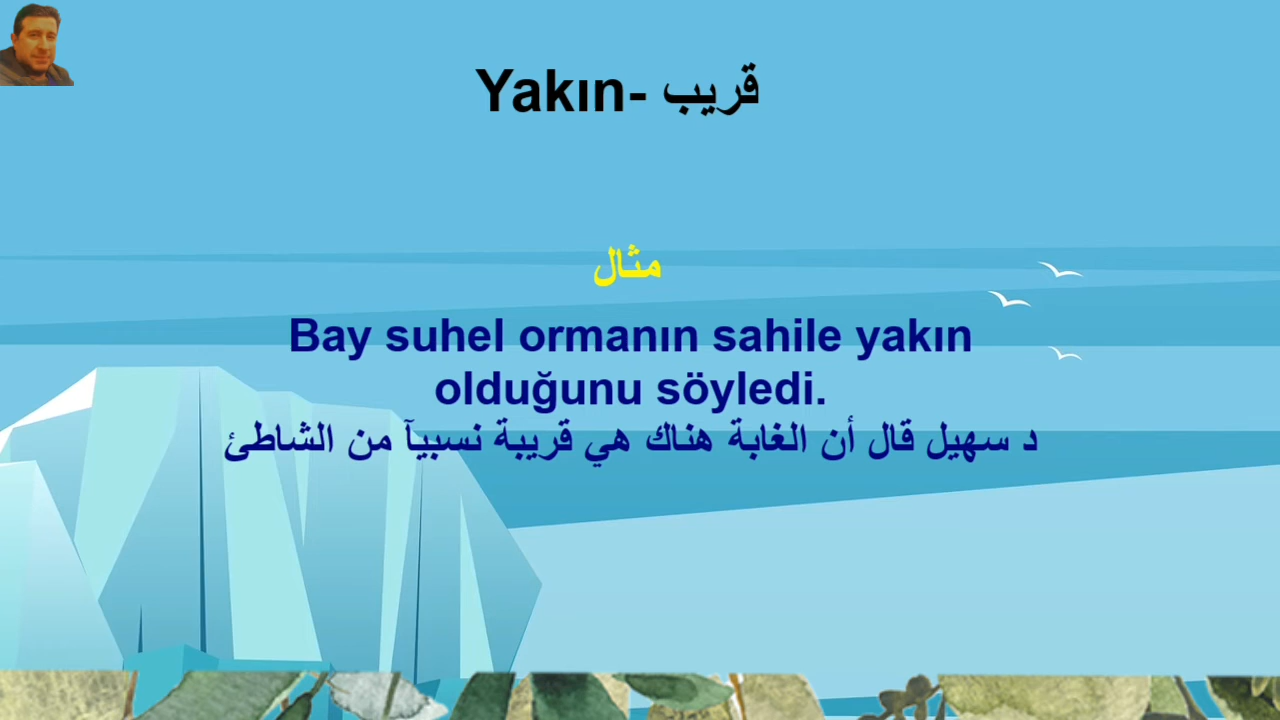 Yakın- قريب
مثال
Bay suhel ormanın sahile yakın
olduğunu söyledi.
د سهيل قال أن الغابة هناك هي قريبة نسبيآ من الشاطئ